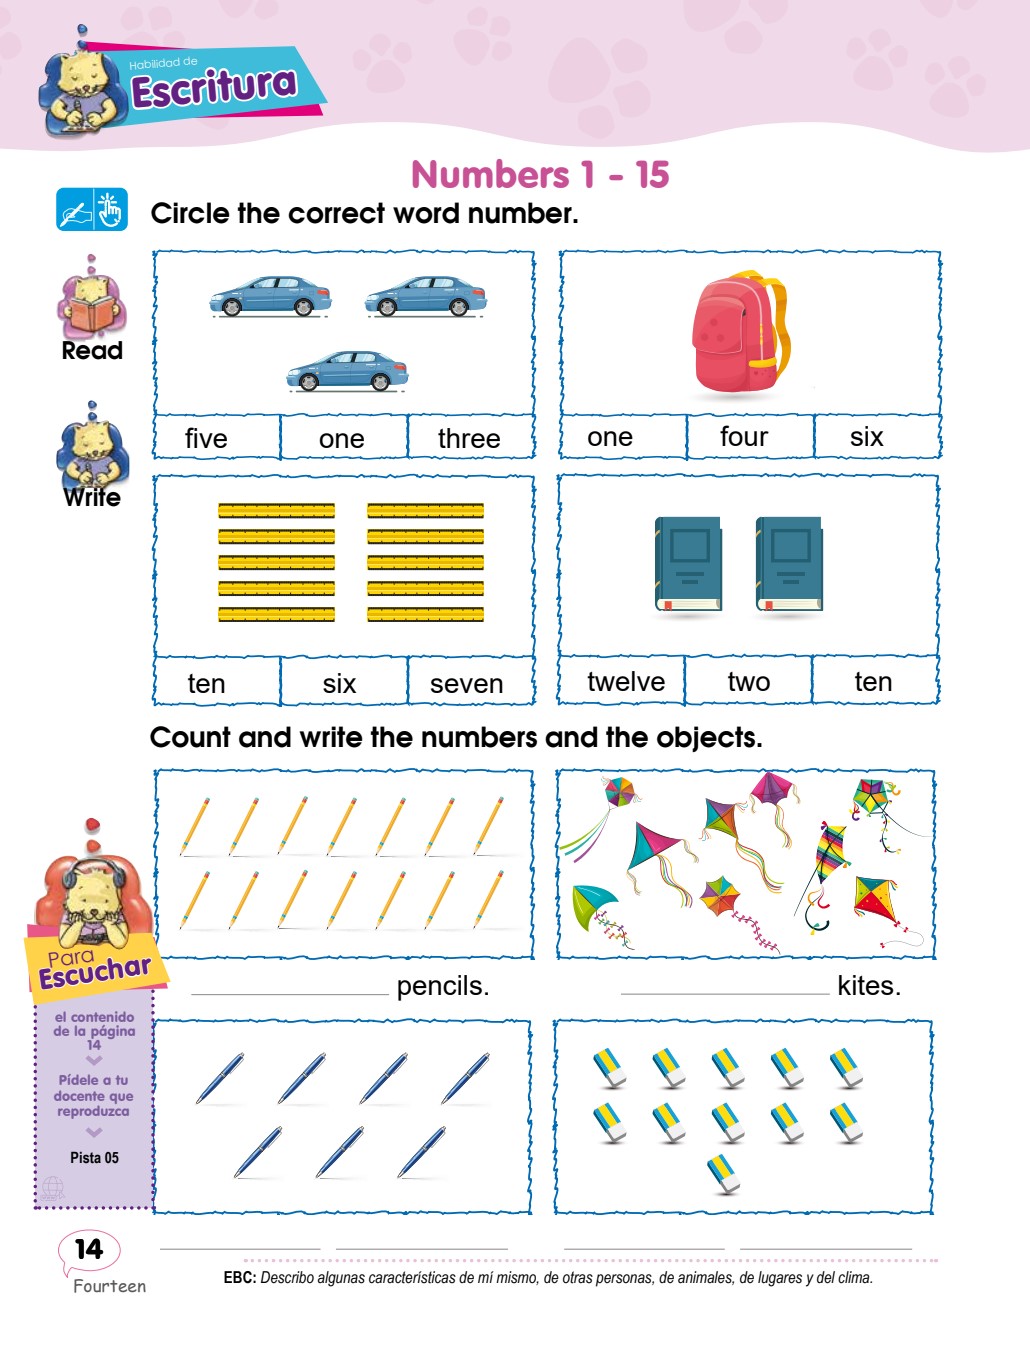 Habilidad de
Escritura
Numbers 1 - 15
Circle the correct word number.
Read
Write
five one three
one four six
ten six seven
twelve two ten
Count and write the numbers and the objects.
pencils.
kites.
Para
Escuchar
el contenido
de la página
14
Pídele a tu
docente que
reproduzca
Pista 05
14
Fourteen
EBC: Describo algunas características de mí mismo, de otras personas, de animales, de lugares y del clima.